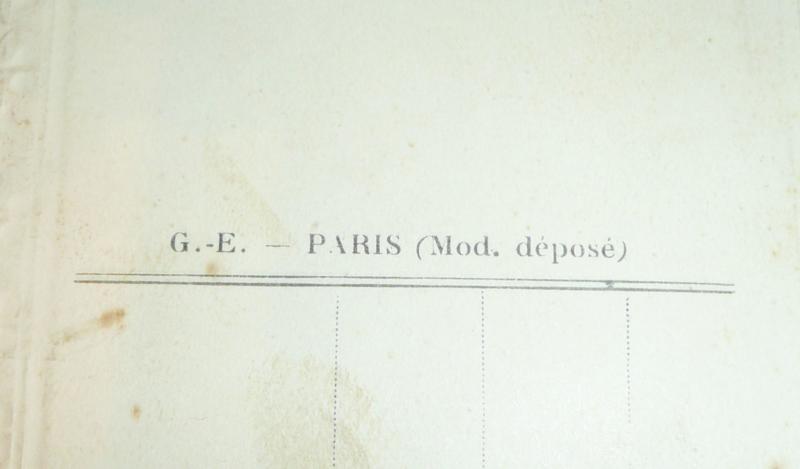 G.-E. — PARIS (Mod. déposé)